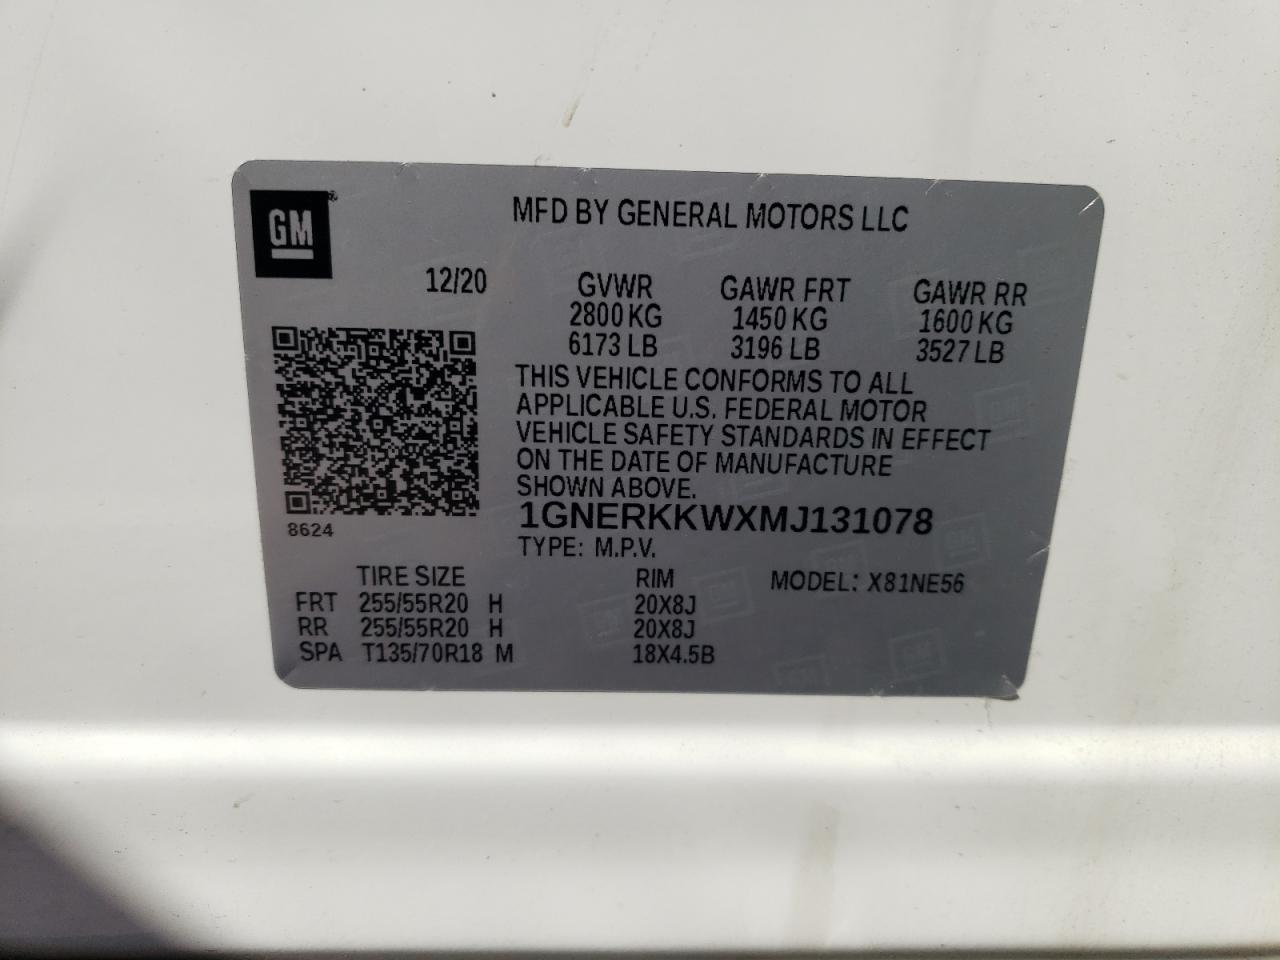 GM®
MFD BY GENERAL MOTORS LLC
12/20 GVWR GAWR FRT GAWR RR
2800 KG 1450 KG 1600 KG
6173 LB 3196 LB 3527 LB
THIS VEHICLE CONFORMS TO ALL
APPLICABLE U.S. FEDERAL MOTOR
VEHICLE SAFETY STANDARDS IN EFFECT
ON THE DATE OF MANUFACTURE
SHOWN ABOVE.
8624
1GNERKKWXMJ131078
TYPE: M.P.V.
TIRE SIZE RIM MODEL: X81NE56
FRT 255/55R20 H 20X8J
RR 255/55R20 H 20X8J
SPA T135/70R18 M 18X4.5B